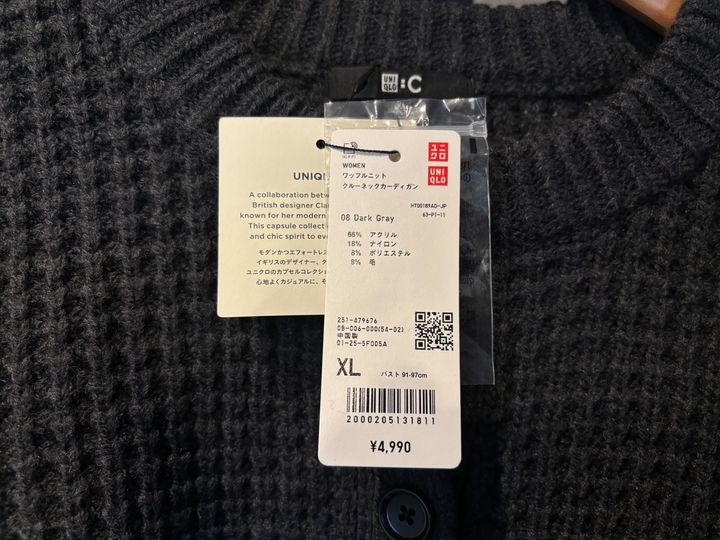 UNI
QLO
:C
UNIQL
A collaboration betwe
British designer Cla
known for her modern
This capsule collecti
and chic spirit to eve
モダンかつエフォートレス
イギリスのデザイナー、ク
ユニクロのカプセルコレクショ
心地よくカジュアルに、そ
WOMEN
ワッフルニット
クルーネックカーディガン
ユニ
クロ
UNI
QLO
HT00189AO-JP
63-P1-11
08 Dark Gray
66% アクリル
18% ナイロン
8% ポリエステル
8% 毛
251-479676
08-006-000(54-02)
中国製
01-25-5F005A
XL バスト 91-97cm
2000205131811
¥4,990